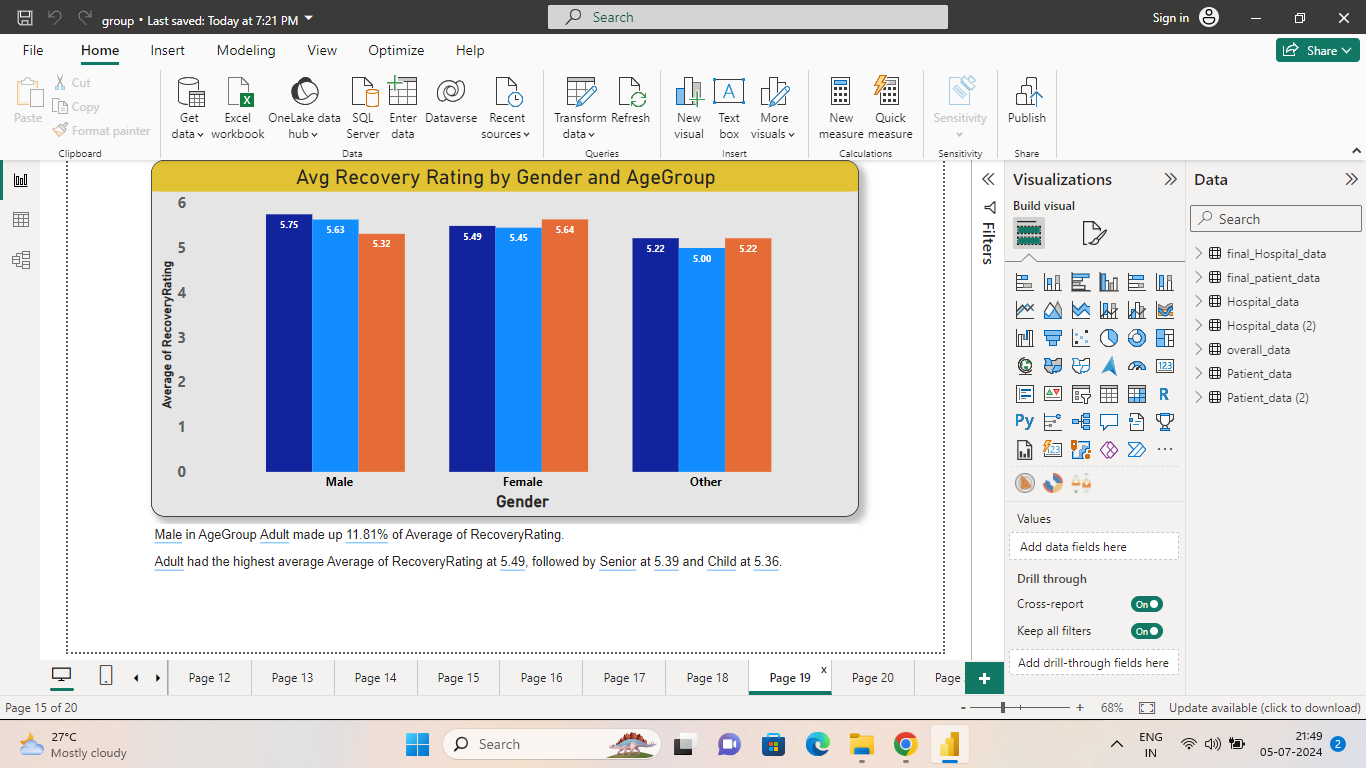 group • Last saved: Today at 7:21 PM
Search
Sign in
File Home Insert Modeling View Optimize Help
Share
Paste
Cut
Copy
Format painter
Clipboard
Get data
Excel workbook
OneLake data hub
SQL Server
Enter data
Dataverse
Recent sources
Data
Transform data
Refresh
Queries
New visual
Text box
More visuals
Insert
New measure
Quick measure
Calculations
Sensitivity
Sensitivity
Publish
Share
Avg Recovery Rating by Gender and AgeGroup
Average of RecoveryRating
6
5
4
3
2
1
0
5.75 5.63 5.32
5.49 5.45 5.64
5.22 5.00 5.22
Male Female Other
Gender
Male in AgeGroup Adult made up 11.81% of Average of RecoveryRating.
Adult had the highest average Average of RecoveryRating at 5.49, followed by Senior at 5.39 and Child at 5.36.
Filters
Visualizations
Build visual
123
R
Py
123
Values
Add data fields here
Drill through
Cross-report
On
Keep all filters
On
Add drill-through fields here
Data
Search
final_Hospital_data
final_patient_data
Hospital_data
Hospital_data (2)
overall_data
Patient_data
Patient_data (2)
Page 12 Page 13 Page 14 Page 15 Page 16 Page 17 Page 18 Page 19 x Page 20 Page
Page 15 of 20
- + 68%
Update available (click to download)
27°C
Mostly cloudy
Search
ENG
IN
21:49
05-07-2024
2